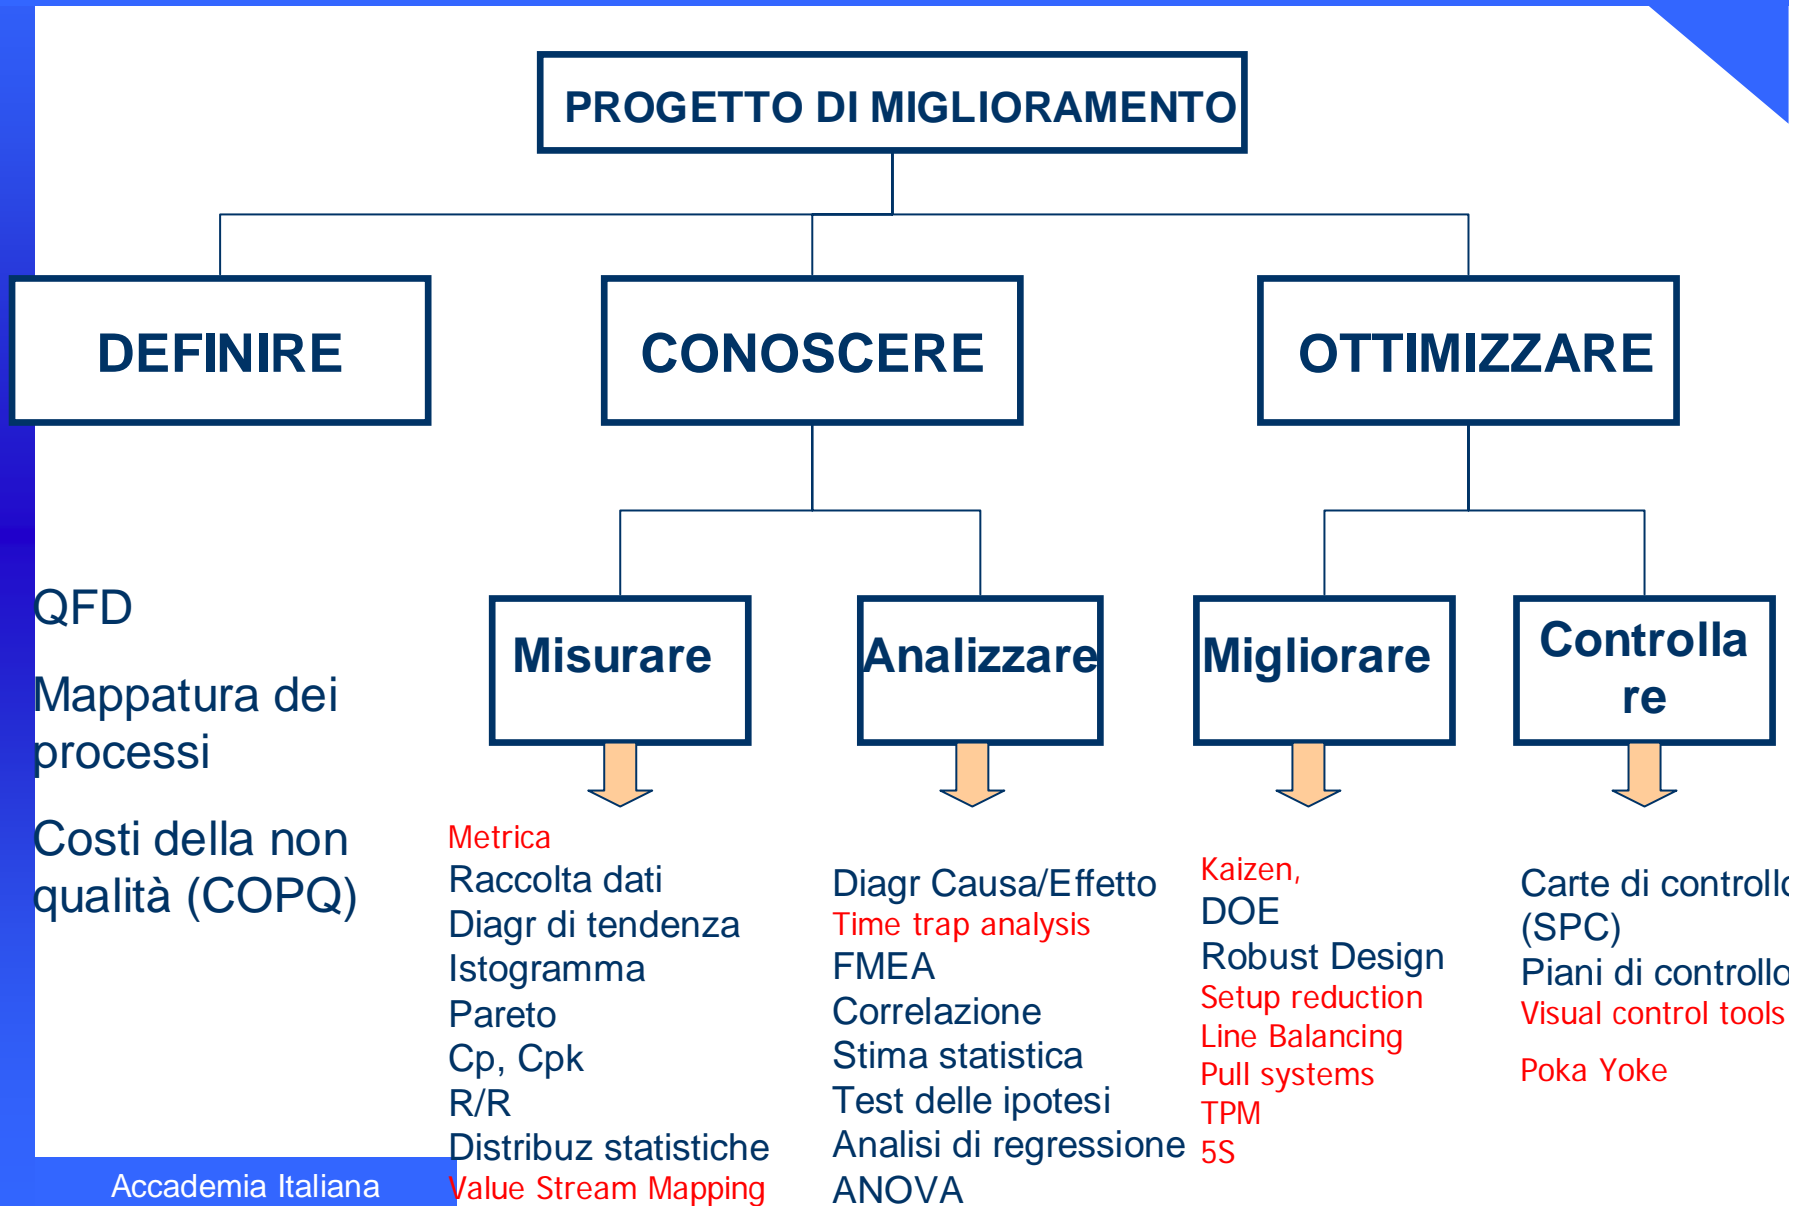 PROGETTO DI MIGLIORAMENTO
DEFINIRE
CONOSCERE
OTTIMIZZARE
QFD
Mappatura dei
processi
Costi della non
qualità (COPQ)
Misurare
Analizzare
Migliorare
Controlla
re
Metrica
Raccolta dati
Diagr di tendenza
Istogramma
Pareto
Cp, Cpk
R/R
Distribuz statistiche
Value Stream Mapping
Diagr Causa/Effetto
Time trap analysis
FMEA
Correlazione
Stima statistica
Test delle ipotesi
Analisi di regressione
ANOVA
Kaizen,
DOE
Robust Design
Setup reduction
Line Balancing
Pull systems
TPM
5S
Carte di controllo
(SPC)
Piani di controllo
Visual control tools
Poka Yoke
Accademia Italiana